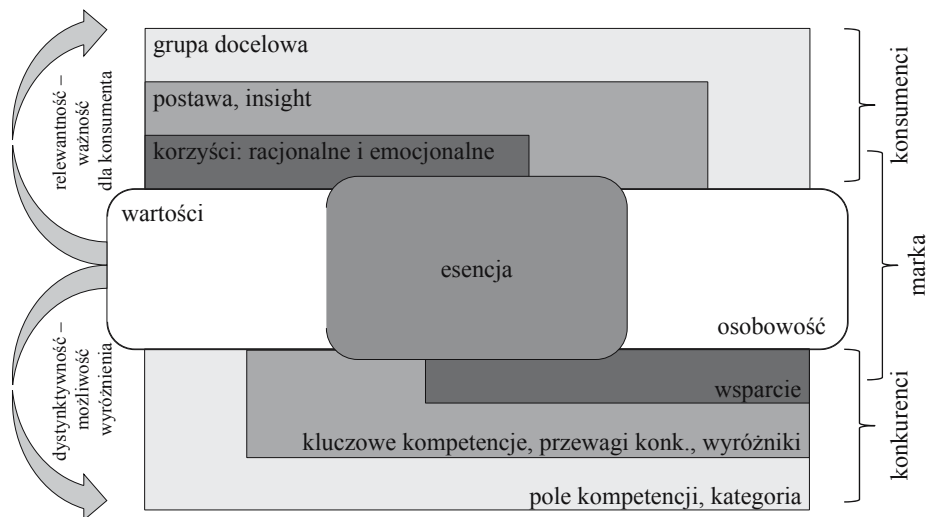 grupa docelowa
postawa, insight
korzyści: racjonalne i emocjonalne
wartości
esencja
osobowość
wsparcie
kluczowe kompetencje, przewagi konk., wyróżniki
pole kompetencji, kategoria
relewantność –
ważność
dla konsumenta
dystynktywność –
możliwość
wyróżnienia
konsumenci
marka
konkurenci